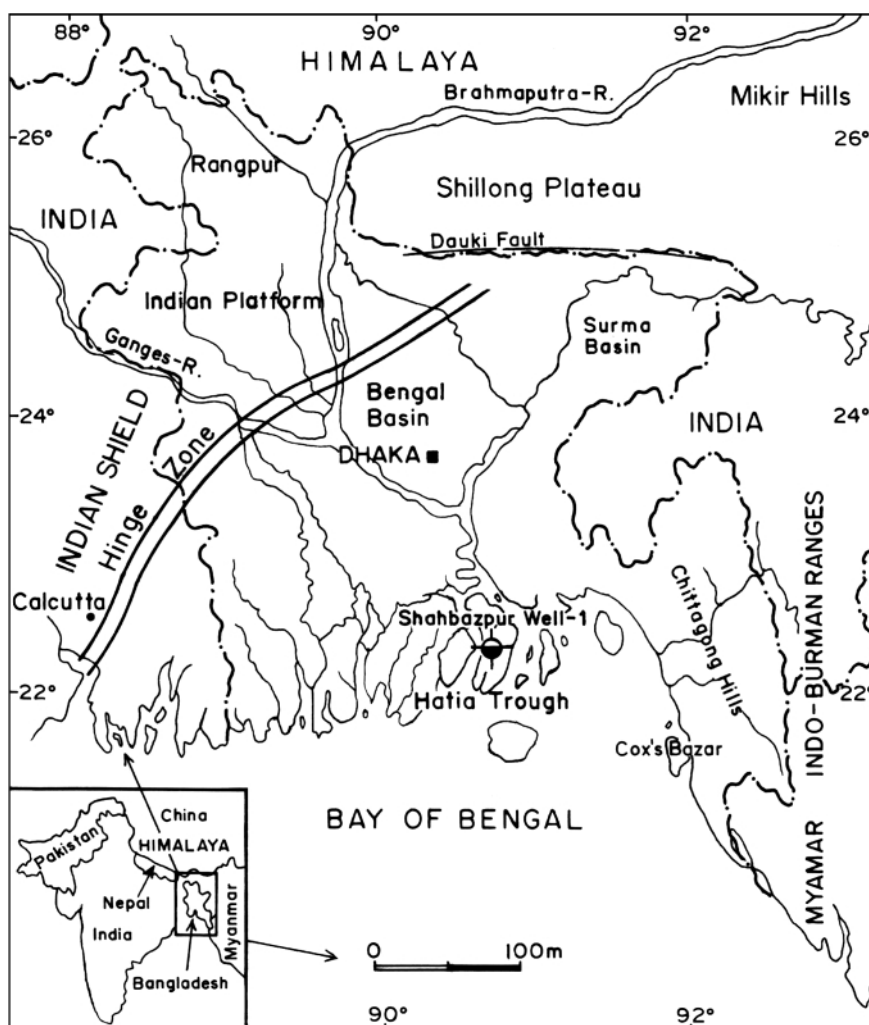 88°
90°
92°
HIMALAYA
Brahmaputra-R.
Mikir Hills
26°
26°
Rangpur
Shillong Plateau
INDIA
Dauki Fault
Indian Platform
Surma
Basin
Ganges-R.
Bengal
Basin
24°
INDIA
24°
DHAKA
INDIAN SHIELD
Hinge Zone
Calcutta
Shahbazpur Well-1
Chittagong Hills
INDO-BURMAN RANGES
22°
Hatia Trough
22°
Cox's Bazar
BAY OF BENGAL
MYAMAR
China
HIMALAYA
Pakistan
Nepal
India
Myanmar
Bangladesh
0 100m
90°
92°